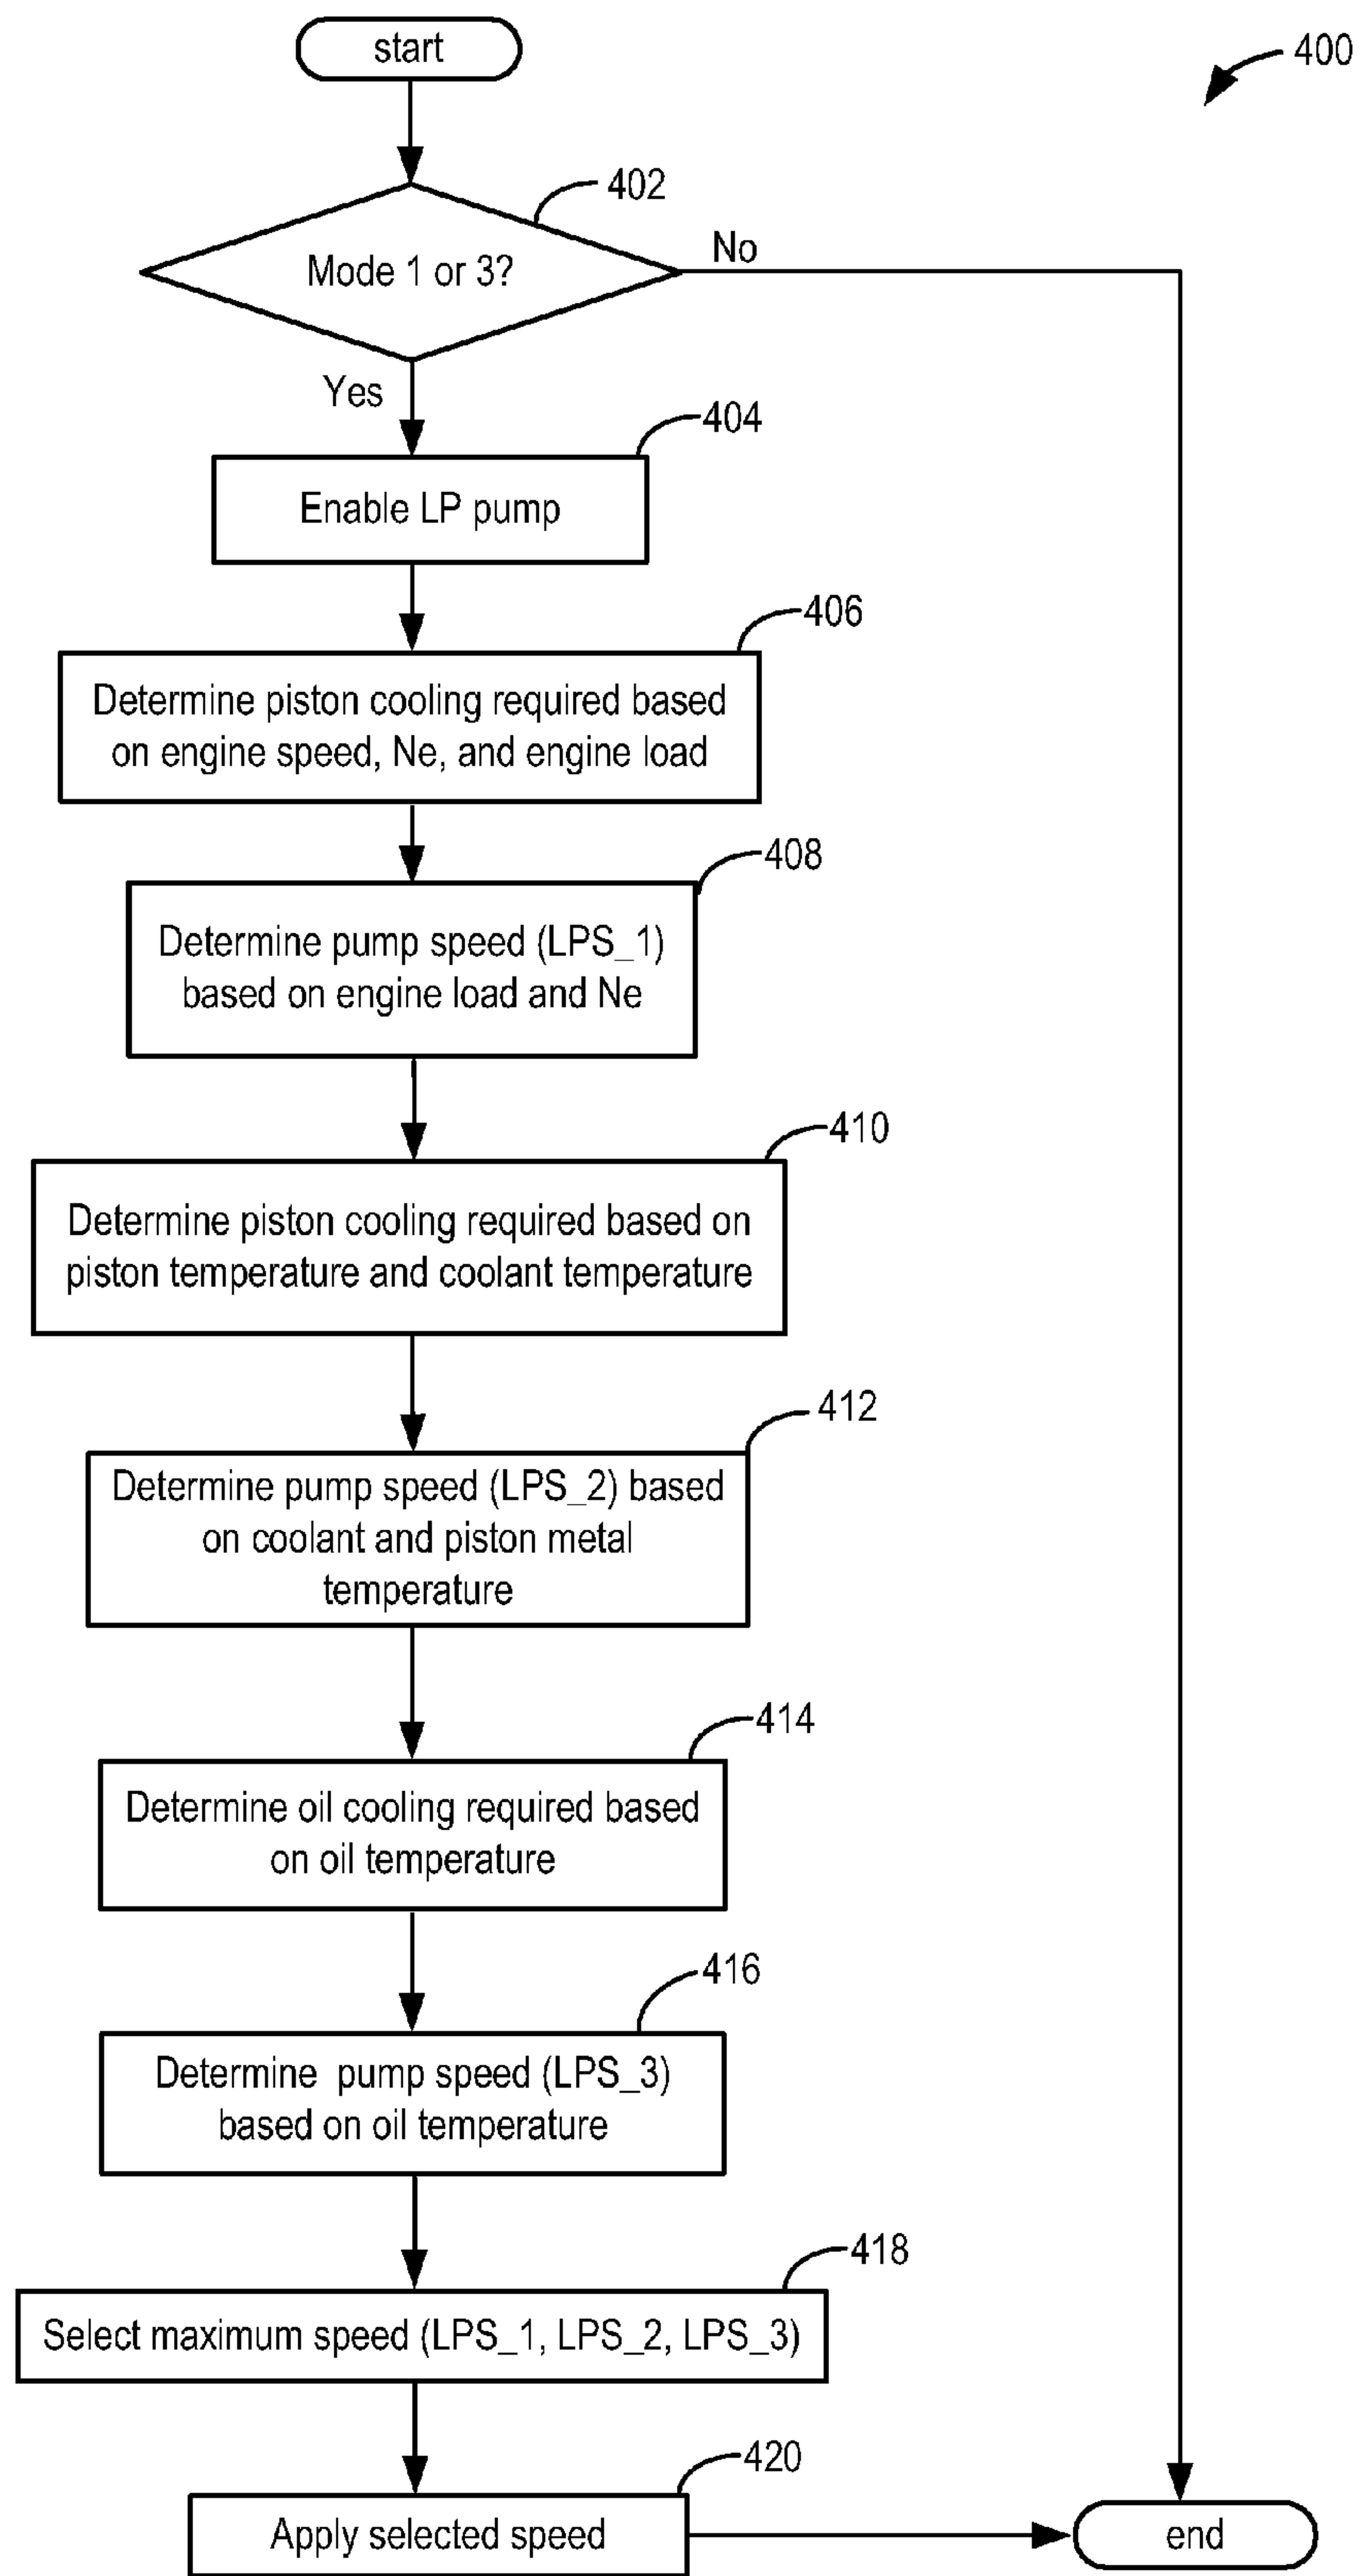 start
400
402
Mode 1 or 3?
No
Yes
404
Enable LP pump
406
Determine piston cooling required based
on engine speed, Ne, and engine load
408
Determine pump speed (LPS_1)
based on engine load and Ne
410
Determine piston cooling required based on
piston temperature and coolant temperature
412
Determine pump speed (LPS_2) based
on coolant and piston metal
temperature
414
Determine oil cooling required based
on oil temperature
416
Determine pump speed (LPS_3)
based on oil temperature
418
Select maximum speed (LPS_1, LPS_2, LPS_3)
420
Apply selected speed
end